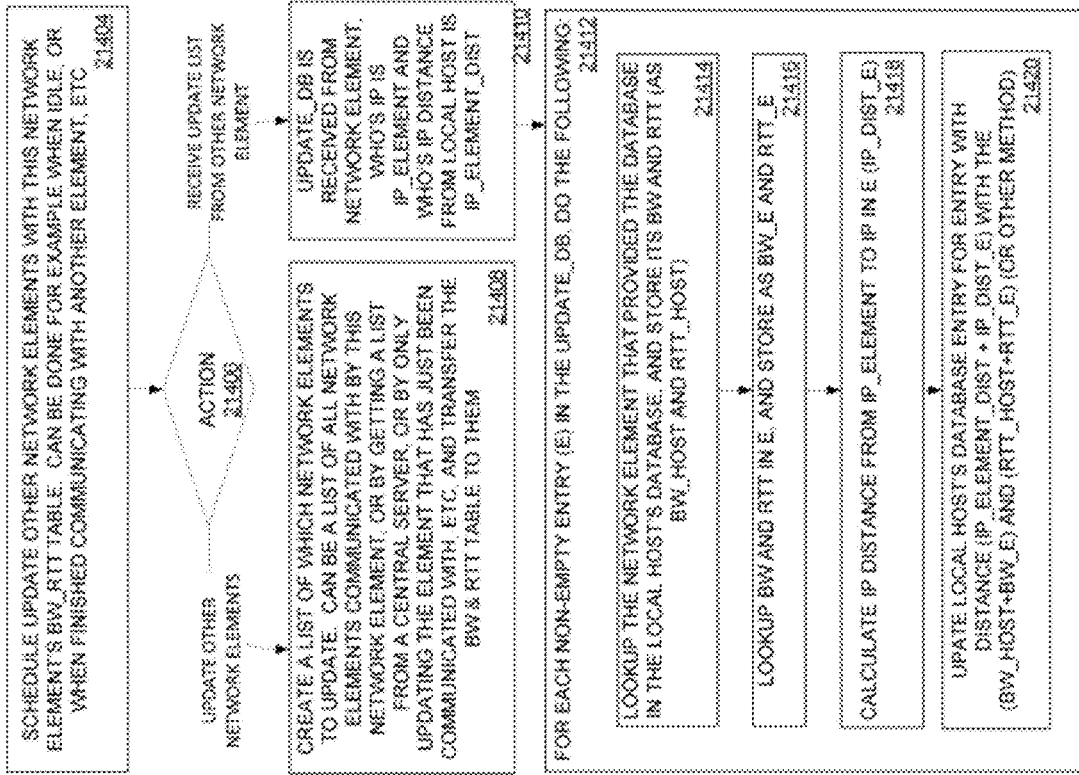 SCHEDULE UPDATE OTHER NETWORK ELEMENTS WITH THIS NETWORK
ELEMENT'S BW_RTT TABLE. CAN BE DONE FOR EXAMPLE WHEN IDLE, OR
WHEN FINISHED COMMUNICATING WITH ANOTHER ELEMENT, ETC
21404
ACTION
21406
UPDATE OTHER
NETWORK ELEMENTS
RECEIVE UPDATE LIST
FROM OTHER NETWORK
ELEMENT
CREATE A LIST OF WHICH NETWORK ELEMENTS
TO UPDATE. CAN BE A LIST OF ALL NETWORK
ELEMENTS COMMUNICATED WITH BY THIS
NETWORK ELEMENT, OR BY GETTING A LIST
FROM A CENTRAL SERVER, OR BY ONLY
UPDATING THE ELEMENT THAT HAS JUST BEEN
COMMUNICATED WITH, ETC. AND TRANSFER THE
BW & RTT TABLE TO THEM
21408
UPDATE_DB IS
RECEIVED FROM
NETWORK ELEMENT,
WHO'S IP IS
IP_ELEMENT AND
WHO'S IP DISTANCE
FROM LOCAL HOST IS
IP_ELEMENT_DIST
21410
FOR EACH NON-EMPTY ENTRY (E) IN THE UPDATE_DB, DO THE FOLLOWING:
21412
LOOKUP THE NETWORK ELEMENT THAT PROVIDED THE DATABASE
IN THE LOCAL HOST'S DATABASE, AND STORE ITS BW AND RTT (AS
BW_HOST AND RTT_HOST)
21414
LOOKUP BW AND RTT IN E, AND STORE AS BW_E AND RTT_E
21416
CALCULATE IP DISTANCE FROM IP_ELEMENT TO IP IN E (IP_DIST_E)
21418
UPATE LOCAL HOST'S DATABASE ENTRY FOR ENTRY WITH
DISTANCE (IP_ELEMENT_DIST + IP_DIST_E) WITH THE
(BW_HOST+BW_E) AND (RTT_HOST+RTT_E) (OR OTHER METHOD)
21420